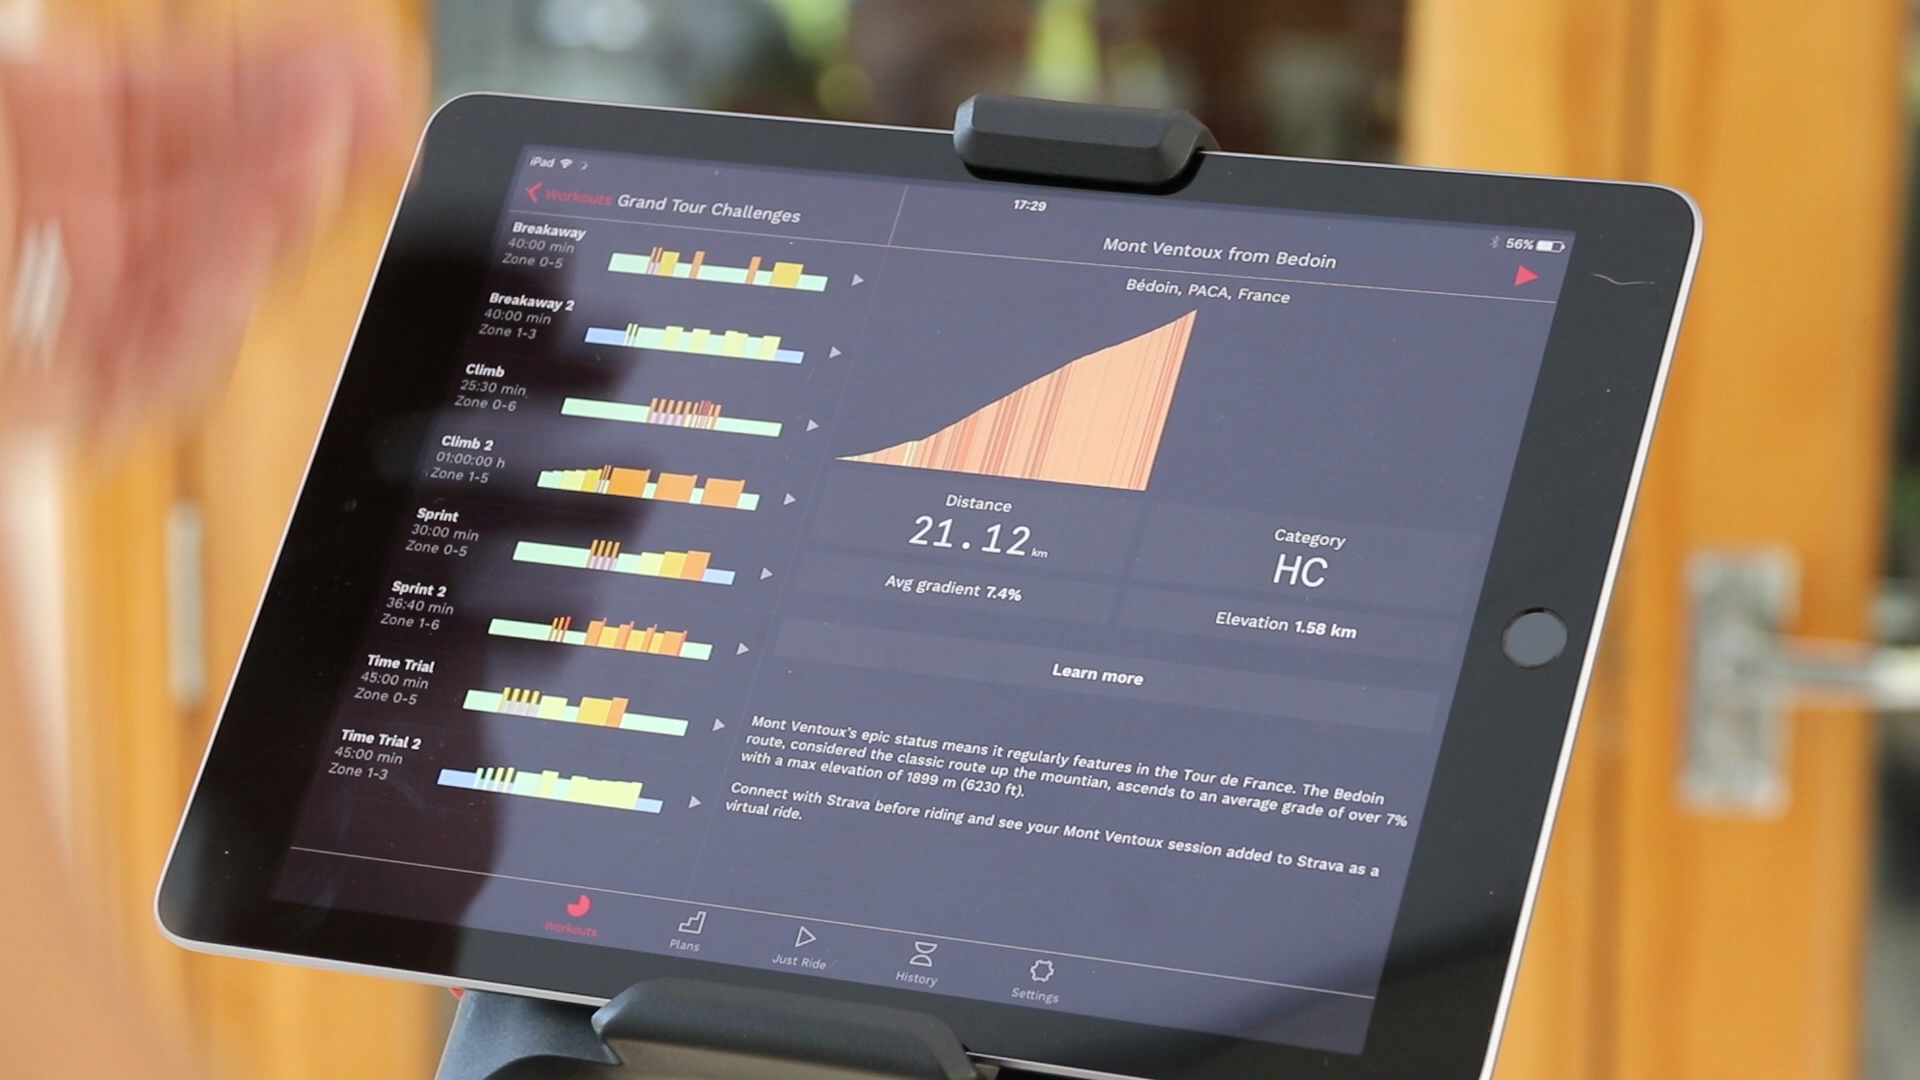 iPad
17:29
56%
Workouts
Grand Tour Challenges
Breakaway
40:00 min
Zone 0-5
Breakaway 2
40:00 min
Zone 1-3
Climb
25:30 min
Zone 0-6
Climb 2
01:00:00 h
Zone 1-5
Sprint
30:00 min
Zone 0-5
Sprint 2
36:40 min
Zone 1-6
Time Trial
45:00 min
Zone 0-5
Time Trial 2
45:00 min
Zone 1-3
Mont Ventoux from Bedoin
Bédoin, PACA, France
Distance
21.12 km
Avg gradient 7.4%
Category
HC
Elevation 1.58 km
Learn more
Mont Ventoux's epic status means it regularly features in the Tour de France. The Bedoin
route, considered the classic route up the mountian, ascends to an average grade of over 7%
with a max elevation of 1899 m (6230 ft).
Connect with Strava before riding and see your Mont Ventoux session added to Strava as a
virtual ride.
Workouts
Plans
Just Ride
History
Settings